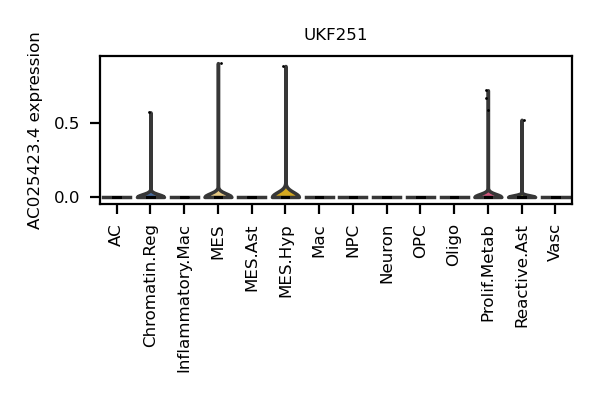 UKF251
AC025423.4 expression
0.5
0.0
AC
Chromatin.Reg
Inflammatory.Mac
MES
MES.Ast
MES.Hyp
Mac
NPC
Neuron
OPC
Oligo
Prolif.Metab
Reactive.Ast
Vasc